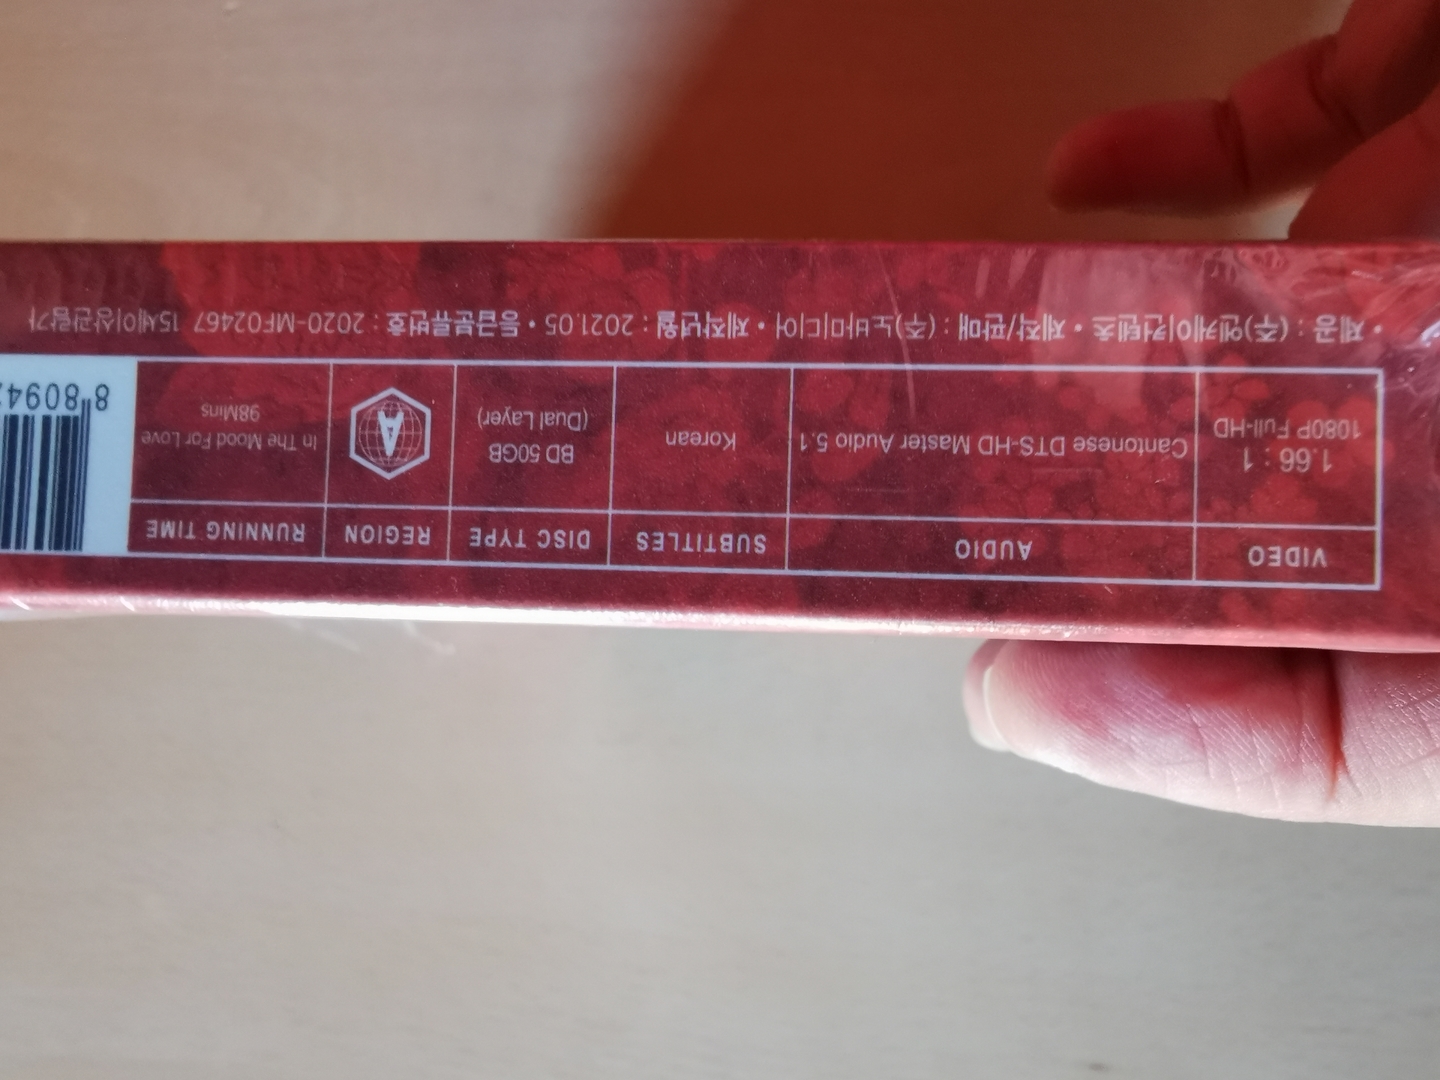 VIDEO
AUDIO
SUBTITLES
DISC TYPE
REGION
RUNNING TIME
1.66 : 1
1080P Full-HD
Cantonese DTS-HD Master Audio 5.1
Korean
BD 50GB
(Dual Layer)
A
In The Mood For Love
98Mins
8 80942
• 제공 : (주)엔케이컨텐츠 • 제작/판매 : (주)노바미디어 • 제작년월 : 2021.05 • 등급분류번호 : 2020-MF02467 15세이상관람가